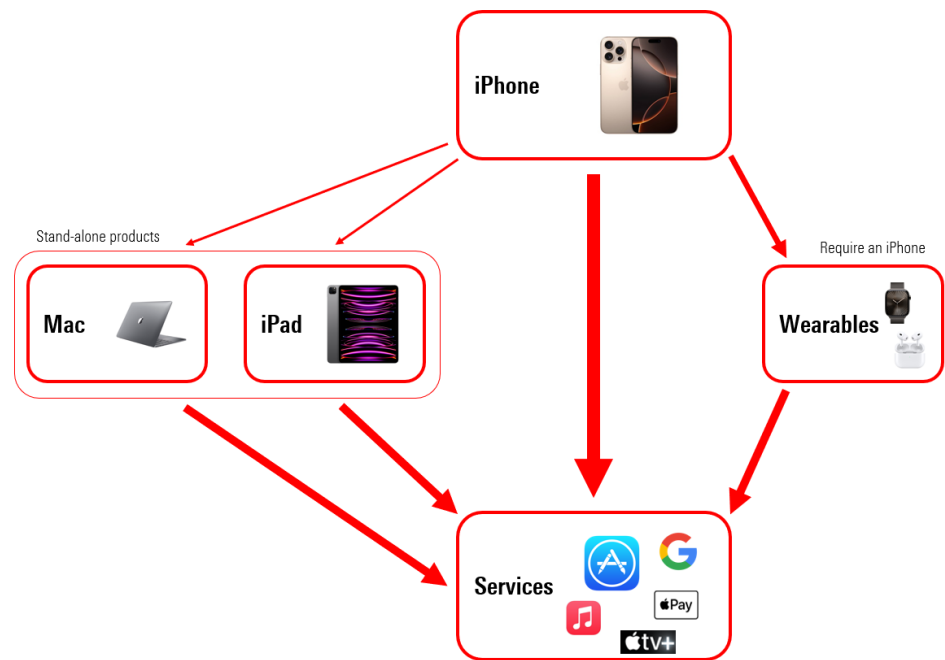 iPhone
Stand-alone products
Require an iPhone
Mac
iPad
Wearables
Services
G
Pay
tv+